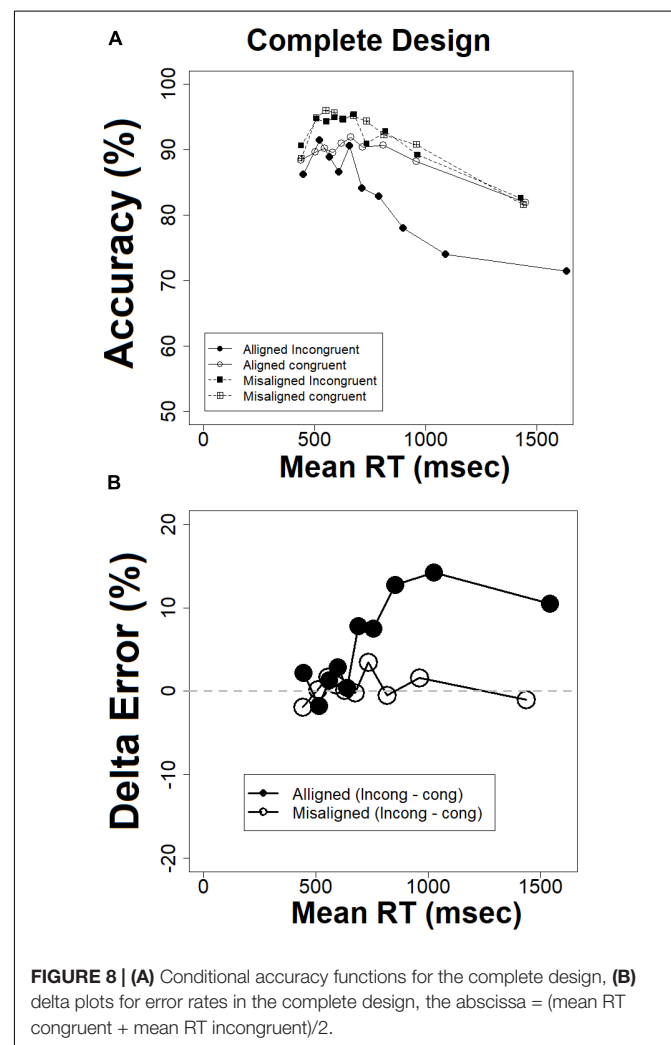 A
Complete Design
Accuracy (%)
100
90
80
70
60
50
Alligned Incongruent
Aligned congruent
Misaligned Incongruent
Misaligned congruent
0 500 1000 1500
Mean RT (msec)
B
Delta Error (%)
20
10
0
-10
-20
Alligned (Incong - cong)
Misaligned (Incong - cong)
0 500 1000 1500
Mean RT (msec)
FIGURE 8 | (A) Conditional accuracy functions for the complete design, (B)
delta plots for error rates in the complete design, the abscissa = (mean RT
congruent + mean RT incongruent)/2.